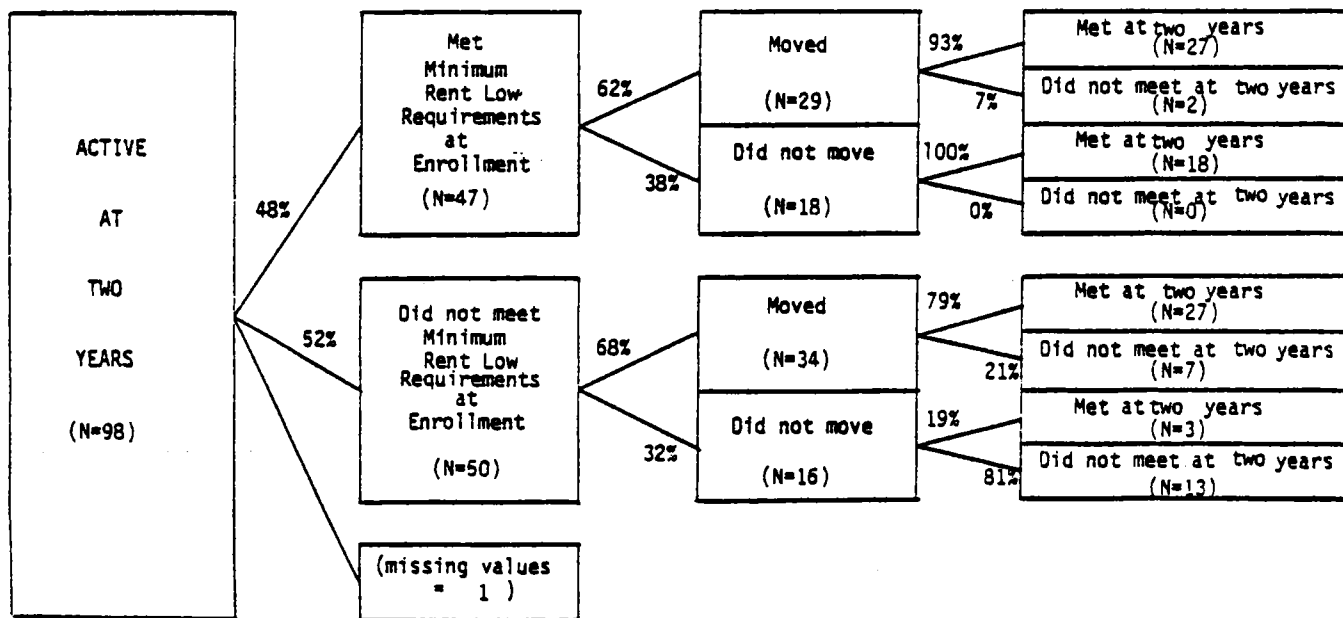 ACTIVE
AT
TWO
YEARS
(N=98)
48%
52%
Met
Minimum
Rent Low
Requirements
at
Enrollment
(N=47)
62%
38%
Moved
(N=29)
93%
7%
Met at two years
(N=27)
Did not meet at two years
(N=2)
Did not move
(N=18)
100%
0%
Met at two years
(N=18)
Did not meet at two years
(N=0)
Did not meet
Minimum
Rent Low
Requirements
at
Enrollment
(N=50)
68%
32%
Moved
(N=34)
79%
21%
Met at two years
(N=27)
Did not meet at two years
(N=7)
Did not move
(N=16)
19%
81%
Met at two years
(N=3)
Did not meet at two years
(N=13)
(missing values
= 1 )